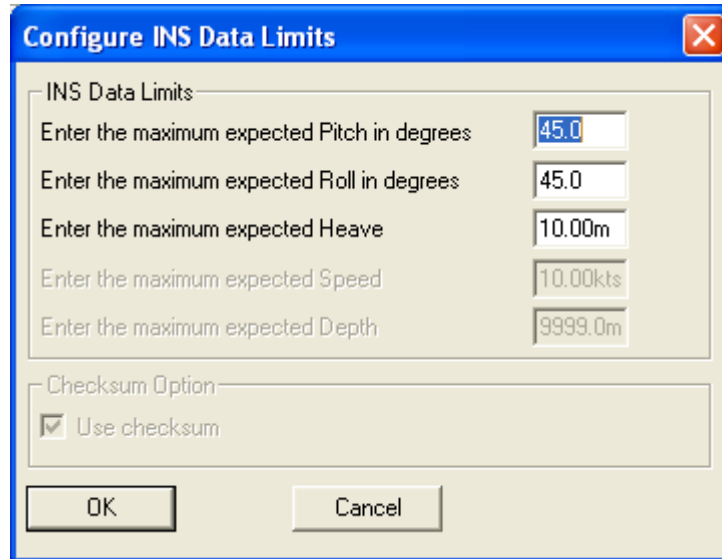 Configure INS Data Limits
INS Data Limits
Enter the maximum expected Pitch in degrees 45.0
Enter the maximum expected Roll in degrees 45.0
Enter the maximum expected Heave 10.00m
Enter the maximum expected Speed 10.00kts
Enter the maximum expected Depth 9999.0m
Checksum Option
Use checksum
OK Cancel